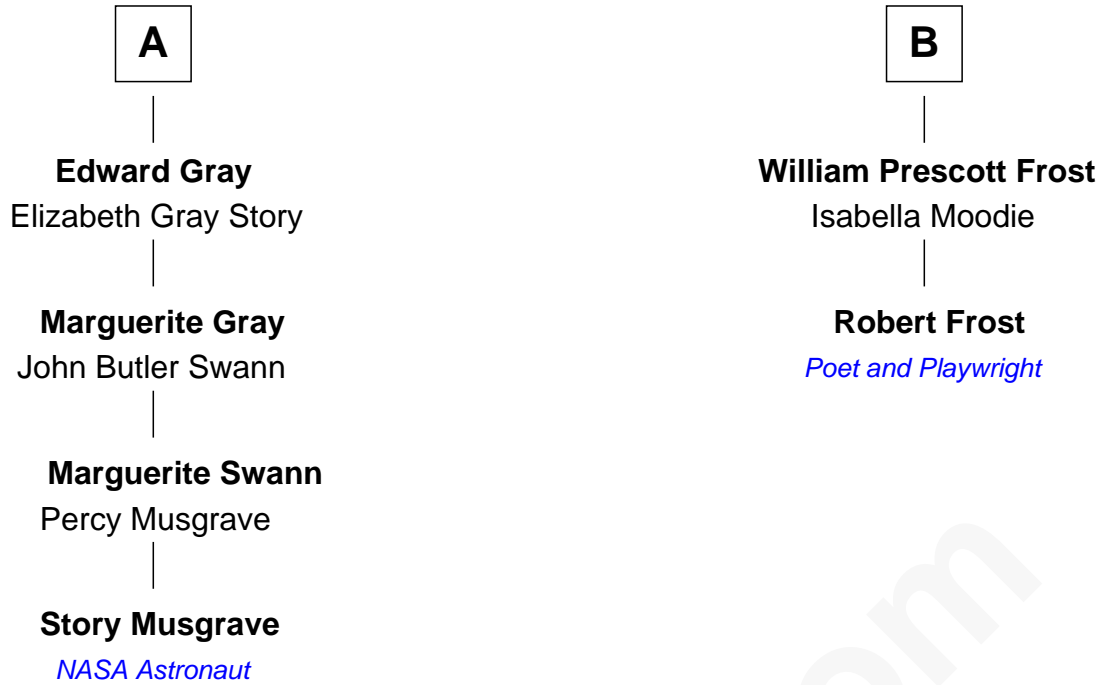 A
Edward Gray
Elizabeth Gray Story
Marguerite Gray
John Butler Swann
Marguerite Swann
Percy Musgrave
Story Musgrave
NASA Astronaut
B
William Prescott Frost
Isabella Moodie
Robert Frost
Poet and Playwright